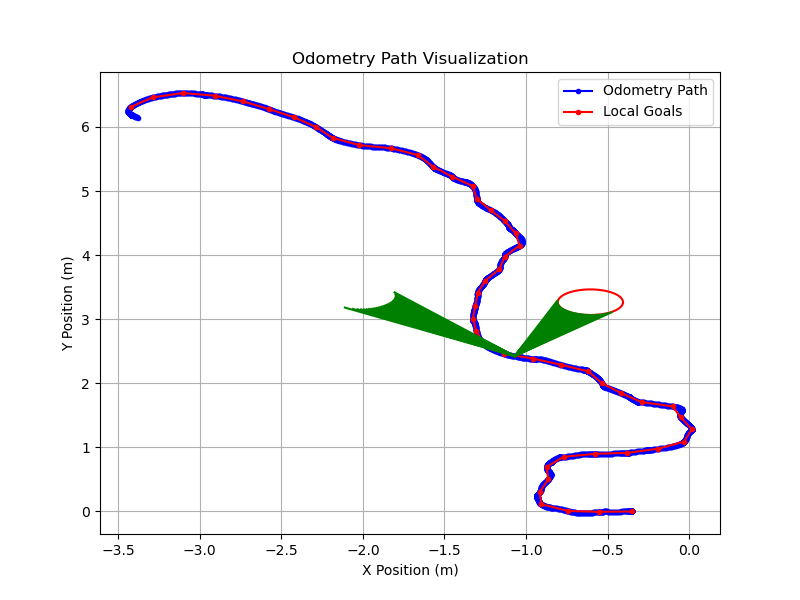 Odometry Path Visualization
Odometry Path
Local Goals
Y Position (m)
6
5
4
3
2
1
0
−3.5 −3.0 −2.5 −2.0 −1.5 −1.0 −0.5 0.0
X Position (m)